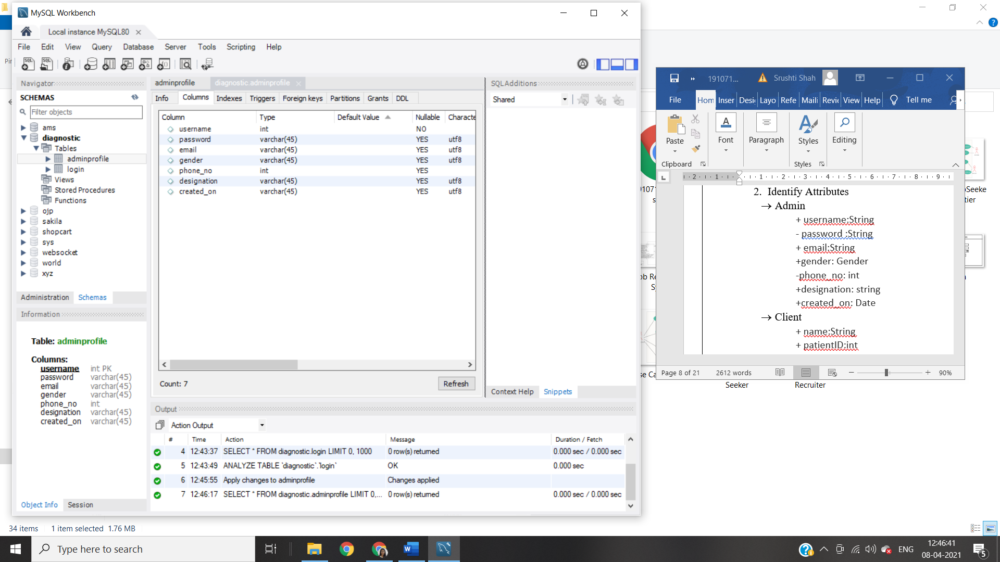 MySQL Workbench
Local instance MySQL80
File Edit View Query Database Server Tools Scripting Help
Navigator
SCHEMAS
Filter objects
ams
diagnostic
Tables
adminprofile
login
Views
Stored Procedures
Functions
ojp
sakila
shopcart
sys
websocket
world
xyz
Administration Schemas
Information
Table: adminprofile
Columns:
username int PK
password varchar(45)
email varchar(45)
gender varchar(45)
phone_no int
designation varchar(45)
created_on varchar(45)
Object Info Session
adminprofile diagnostic.adminprofile
Info Columns Indexes Triggers Foreign keys Partitions Grants DDL
Column Type Default Value Nullable Characte
username int NO
password varchar(45) YES utf8
email varchar(45) YES utf8
gender varchar(45) YES utf8
phone_no int YES
designation varchar(45) YES utf8
created_on varchar(45) YES utf8
Count: 7 Refresh
SQLAdditions
Shared
Context Help Snippets
Output
Action Output
# Time Action Message Duration / Fetch
4 12:43:37 SELECT * FROM diagnostic.login LIMIT 0, 1000 0 row(s) returned 0.000 sec / 0.000 sec
5 12:43:49 ANALYZE TABLE `diagnostic`.`login` OK 0.000 sec
6 12:45:55 Apply changes to adminprofile Changes applied
7 12:46:17 SELECT * FROM diagnostic.adminprofile LIMIT 0,... 0 row(s) returned 0.000 sec / 0.000 sec
191071... Srushti Shah
File Hom Inser Desi Layo Refe Maili Revie View Help Tell me
Paste Font Paragraph Styles Editing
Clipboard Styles
2 1 1 2 3 4 5 6 7 8 9
2. Identify Attributes
→ Admin
+ username:String
- password :String
+ email:String
+gender: Gender
-phone_no: int
+designation: string
+created_on: Date
→ Client
+ name:String
+ patientID:int
Page 8 of 21 2612 words 90%
Seeker Recruiter
34 items 1 item selected 1.76 MB
Type here to search
ENG
12:46:41
08-04-2021
5